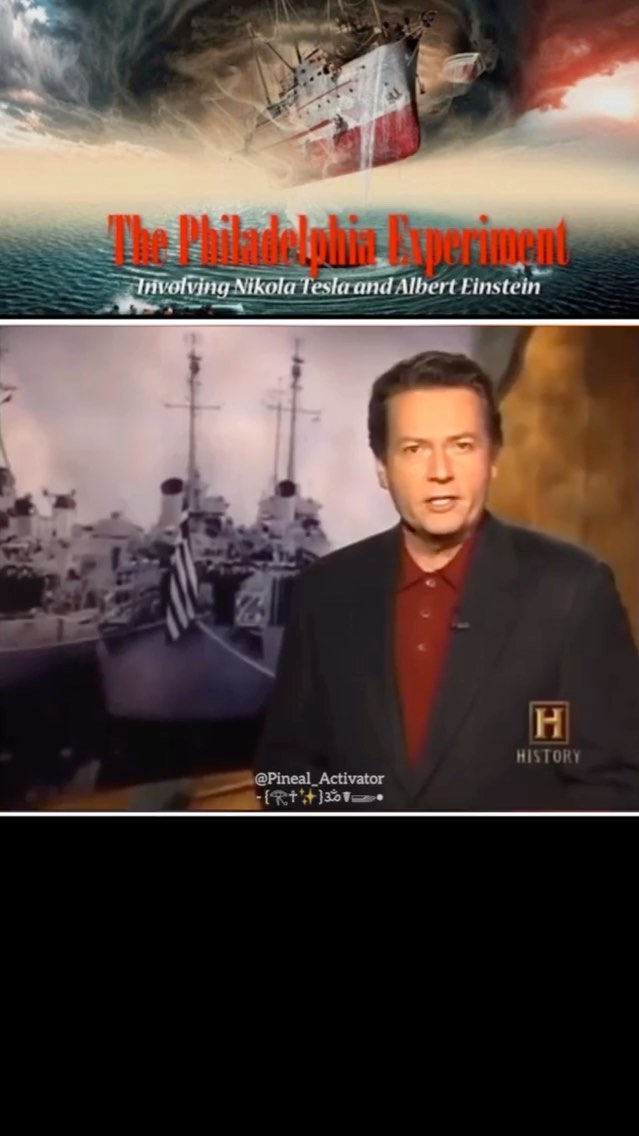 The Philadelphia Experiment
Involving Nikola Tesla and Albert Einstein
H
HISTORY
@Pineal_Activator